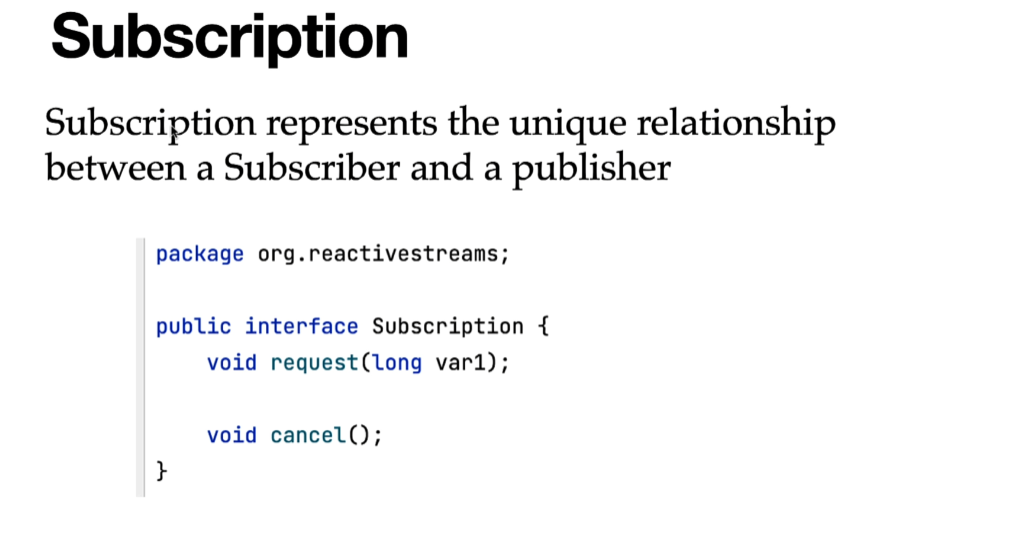 Subscription
Subscription represents the unique relationship
between a Subscriber and a publisher
package org.reactivestreams;
public interface Subscription {
void request(long var1);
void cancel();
}